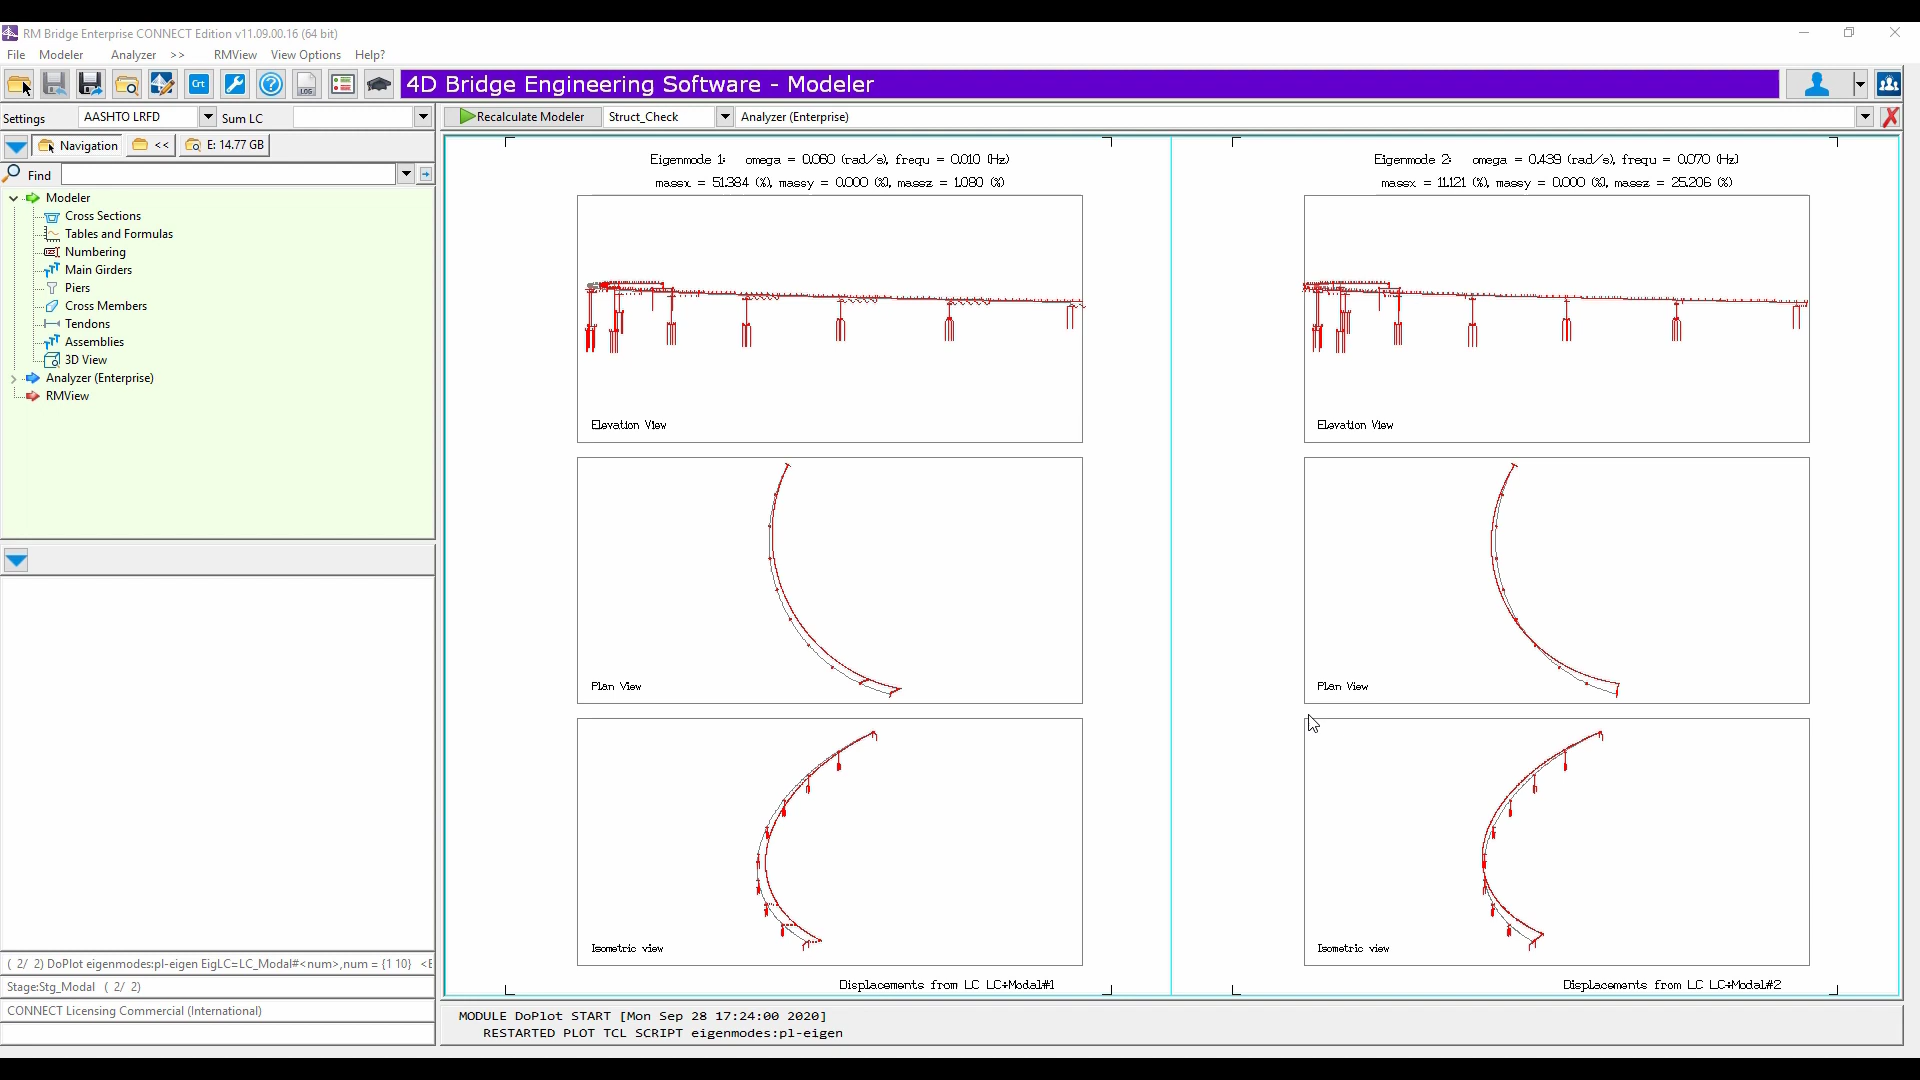 RM Bridge Enterprise CONNECT Edition v11.09.00.16 (64 bit)
File Modeler Analyzer >> RMView View Options Help?
Crt LOG 4D Bridge Engineering Software - Modeler
Settings AASHTO LRFD Sum LC Recalculate Modeler Struct_Check Analyzer (Enterprise)
Navigation << E: 14.77 GB
Find
Modeler
Cross Sections
Tables and Formulas
Numbering
Main Girders
Piers
Cross Members
Tendons
Assemblies
3D View
Analyzer (Enterprise)
RMView
( 2/ 2) DoPlot eigenmodes:pl-eigen EigLC=LC_Modal#<num>,num = {1 10} <E
Stage:Stg_Modal ( 2/ 2)
CONNECT Licensing Commercial (International)
Eigenmode 1: omega = 0.060 (rad/s), frequ = 0.010 (Hz)
massx = 51.384 (%), massy = 0.000 (%), massz = 1.080 (%)
Elevation View
Plan View
Isometric view
Displacements from LC LC+Modal#1
Eigenmode 2: omega = 0.439 (rad/s), frequ = 0.070 (Hz)
massx = 11.121 (%), massy = 0.000 (%), massz = 25.206 (%)
Elevation View
Plan View
Isometric view
Displacements from LC LC+Modal#2
MODULE DoPlot START [Mon Sep 28 17:24:00 2020]
RESTARTED PLOT TCL SCRIPT eigenmodes:pl-eigen